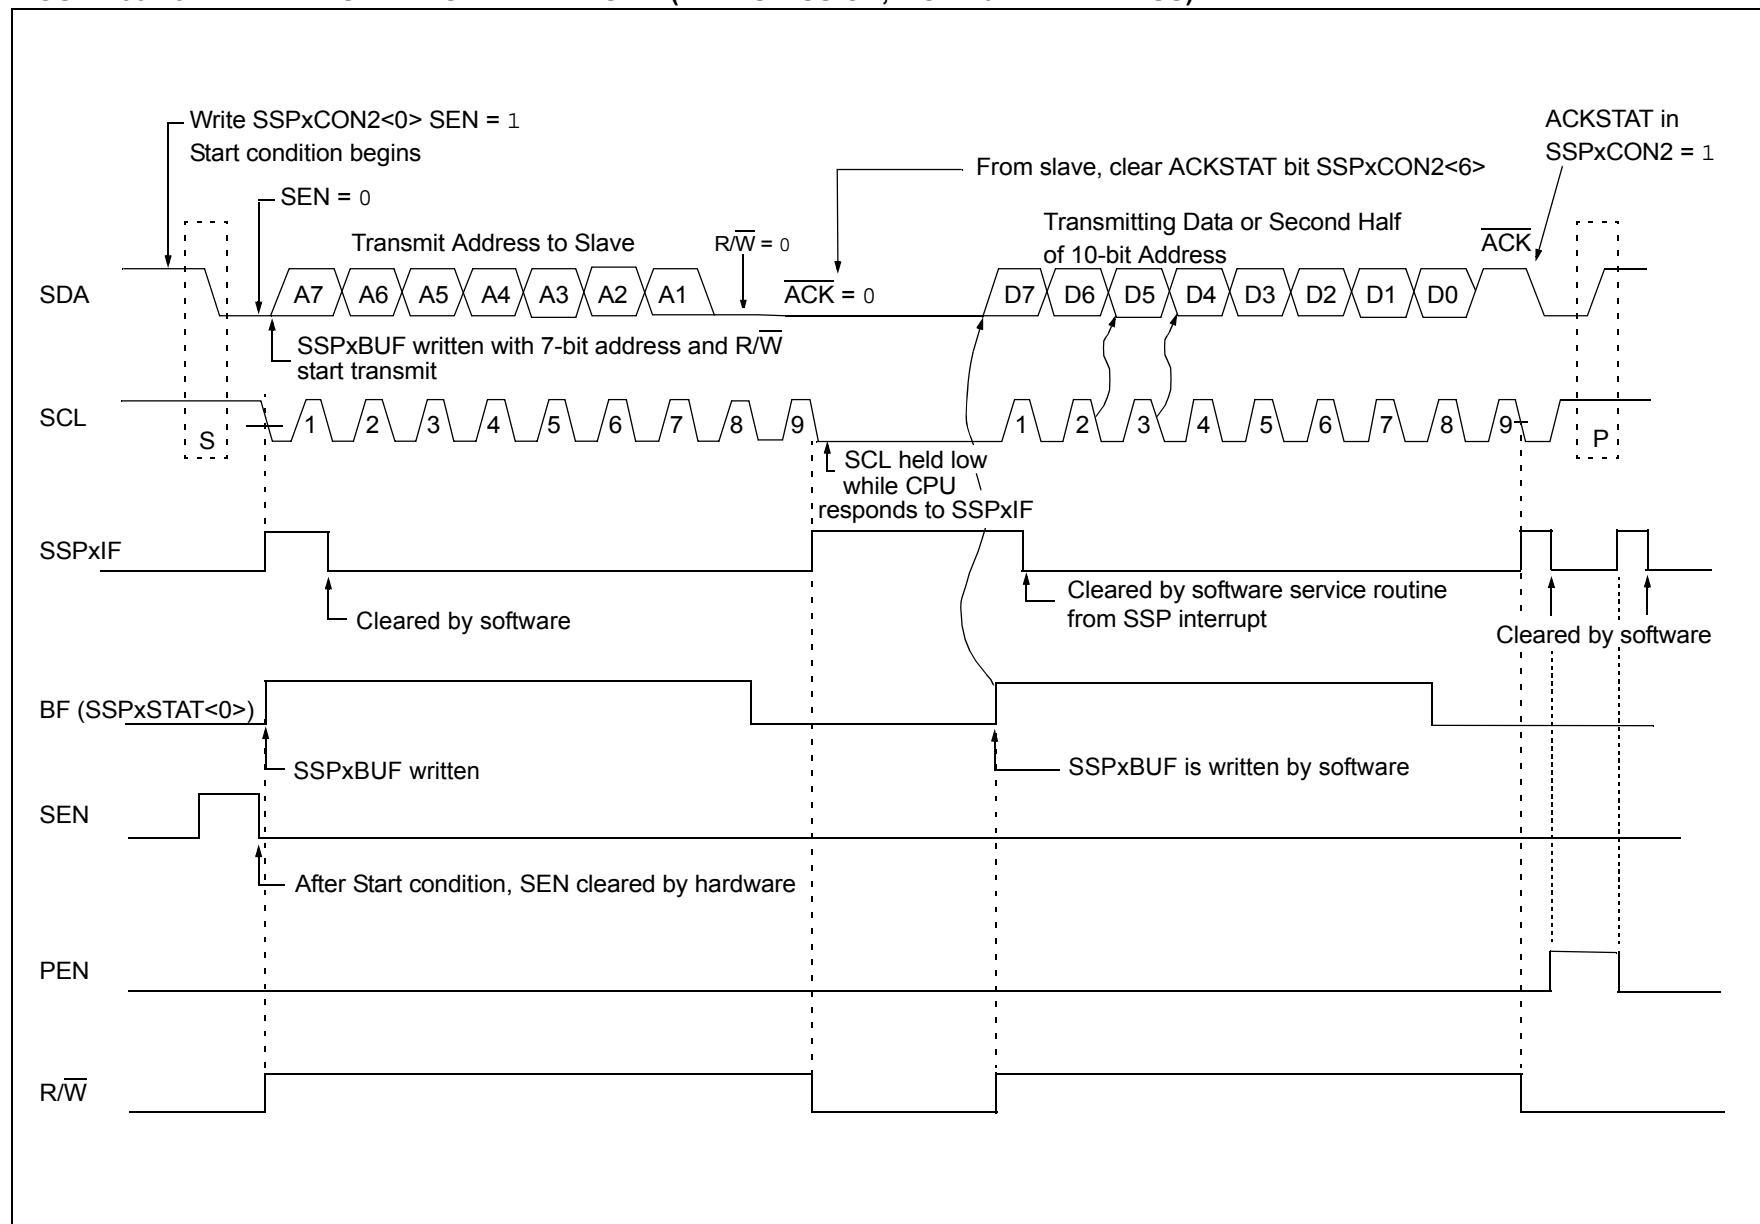 Write SSPxCON2<0> SEN = 1
Start condition begins
ACKSTAT in
SSPxCON2 = 1
From slave, clear ACKSTAT bit SSPxCON2<6>
SEN = 0
Transmitting Data or Second Half
of 10-bit Address
Transmit Address to Slave
R/W̅ = 0
A̅C̅K̅
SDA
A7 A6 A5 A4 A3 A2 A1
A̅C̅K̅ = 0
D7 D6 D5 D4 D3 D2 D1 D0
SSPxBUF written with 7-bit address and R/W̅
start transmit
SCL
S
1 2 3 4 5 6 7 8 9
1 2 3 4 5 6 7 8 9
P
SCL held low
while CPU
responds to SSPxIF
SSPxIF
Cleared by software
Cleared by software service routine
from SSP interrupt
Cleared by software
BF (SSPxSTAT<0>)
SSPxBUF written
SSPxBUF is written by software
SEN
After Start condition, SEN cleared by hardware
PEN
R/W̅